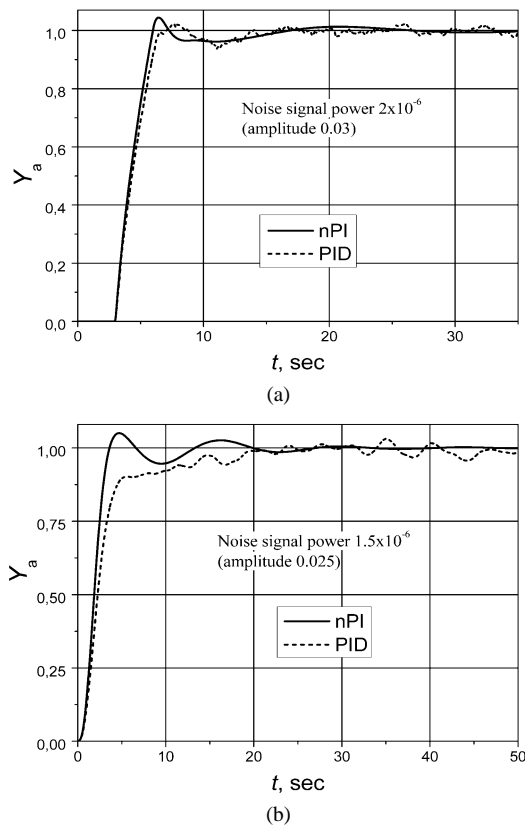 1,0
0,8
0,6
0,4
0,2
0,0
Yₐ
Noise signal power 2x10⁻⁶
(amplitude 0.03)
nPI
PID
0
10
20
30
t, sec
(a)
1,00
0,75
0,50
0,25
0,00
Yₐ
Noise signal power 1.5x10⁻⁶
(amplitude 0.025)
nPI
PID
0
10
20
30
40
50
t, sec
(b)